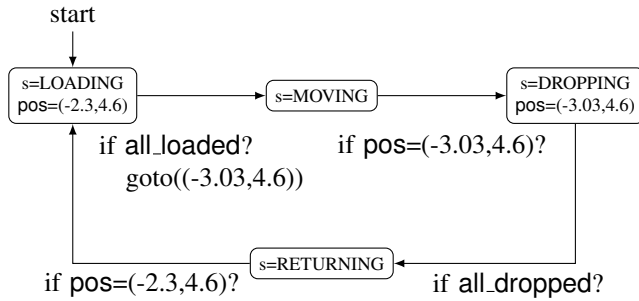 start
s=LOADING
pos=(-2.3,4.6)
s=MOVING
s=DROPPING
pos=(-3.03,4.6)
if all_loaded?
goto((-3.03,4.6))
if pos=(-3.03,4.6)?
s=RETURNING
if pos=(-2.3,4.6)?
if all_dropped?